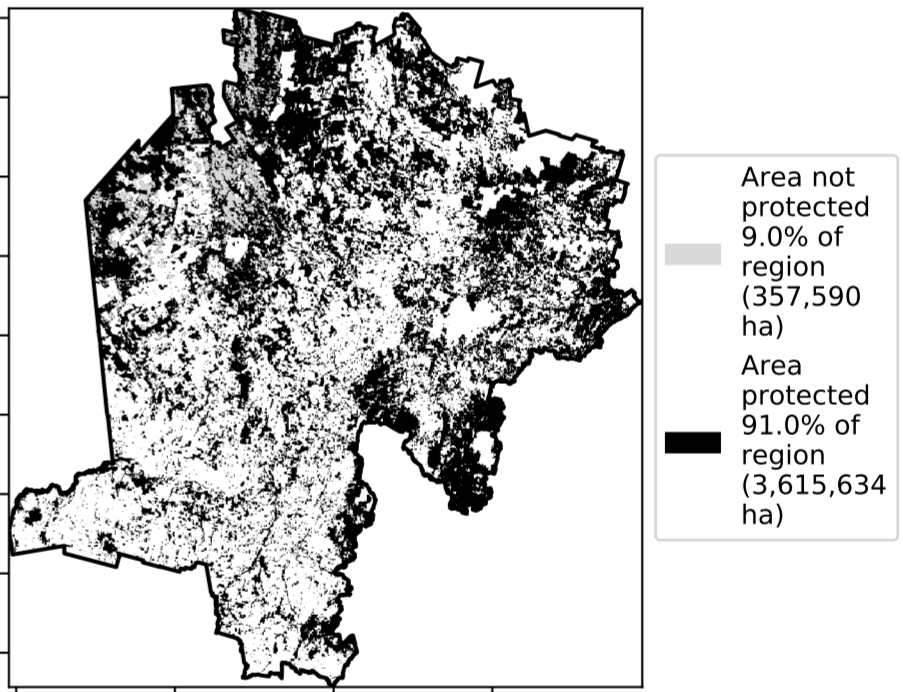 Area not
protected
9.0% of
region
(357,590
ha)
Area
protected
91.0% of
region
(3,615,634
ha)